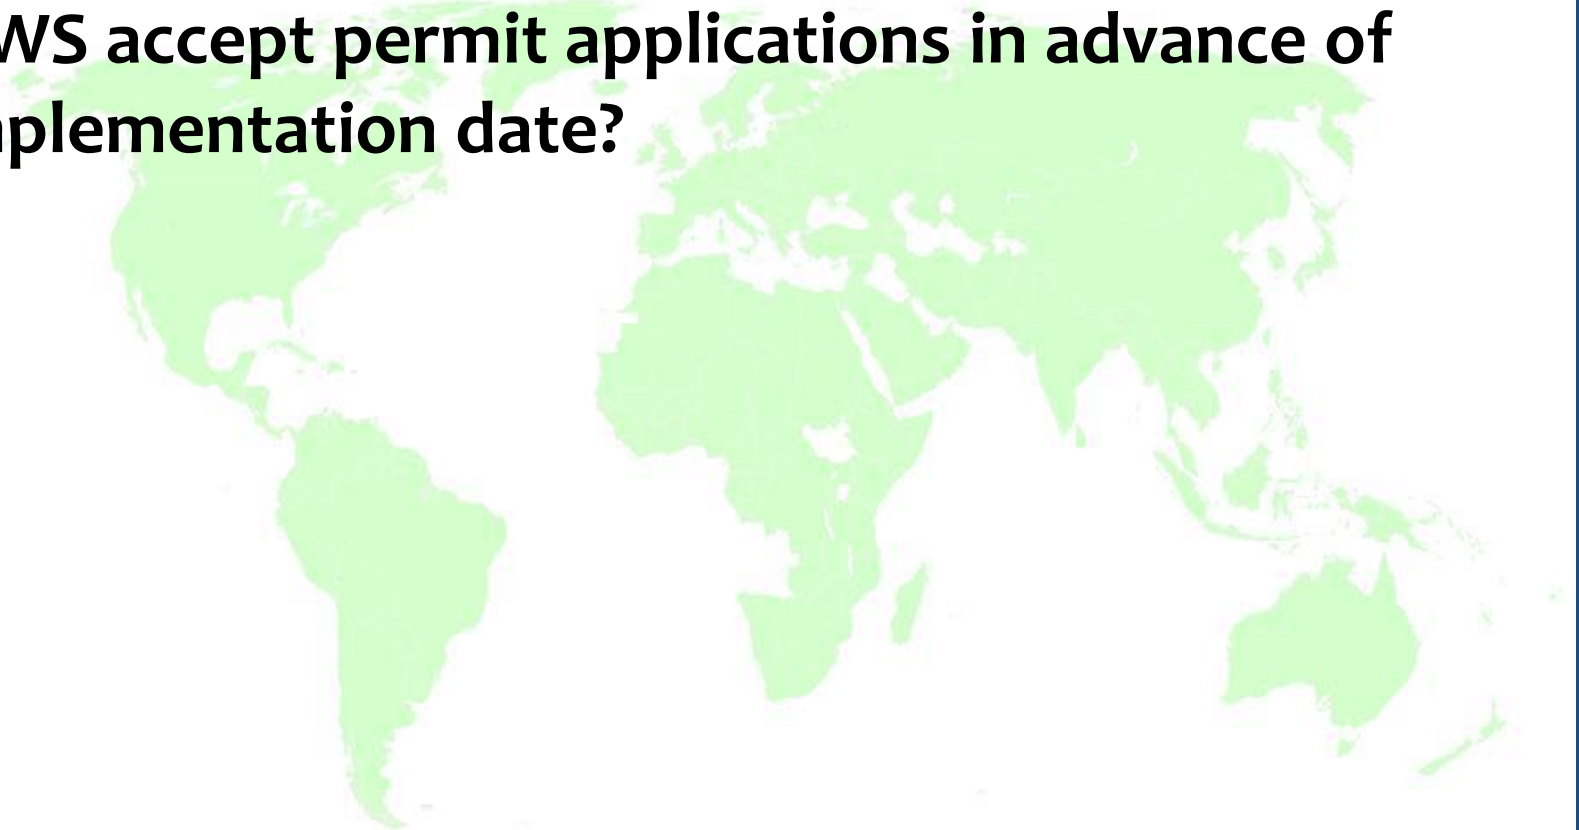 WS accept permit applications in advance of
plementation date?